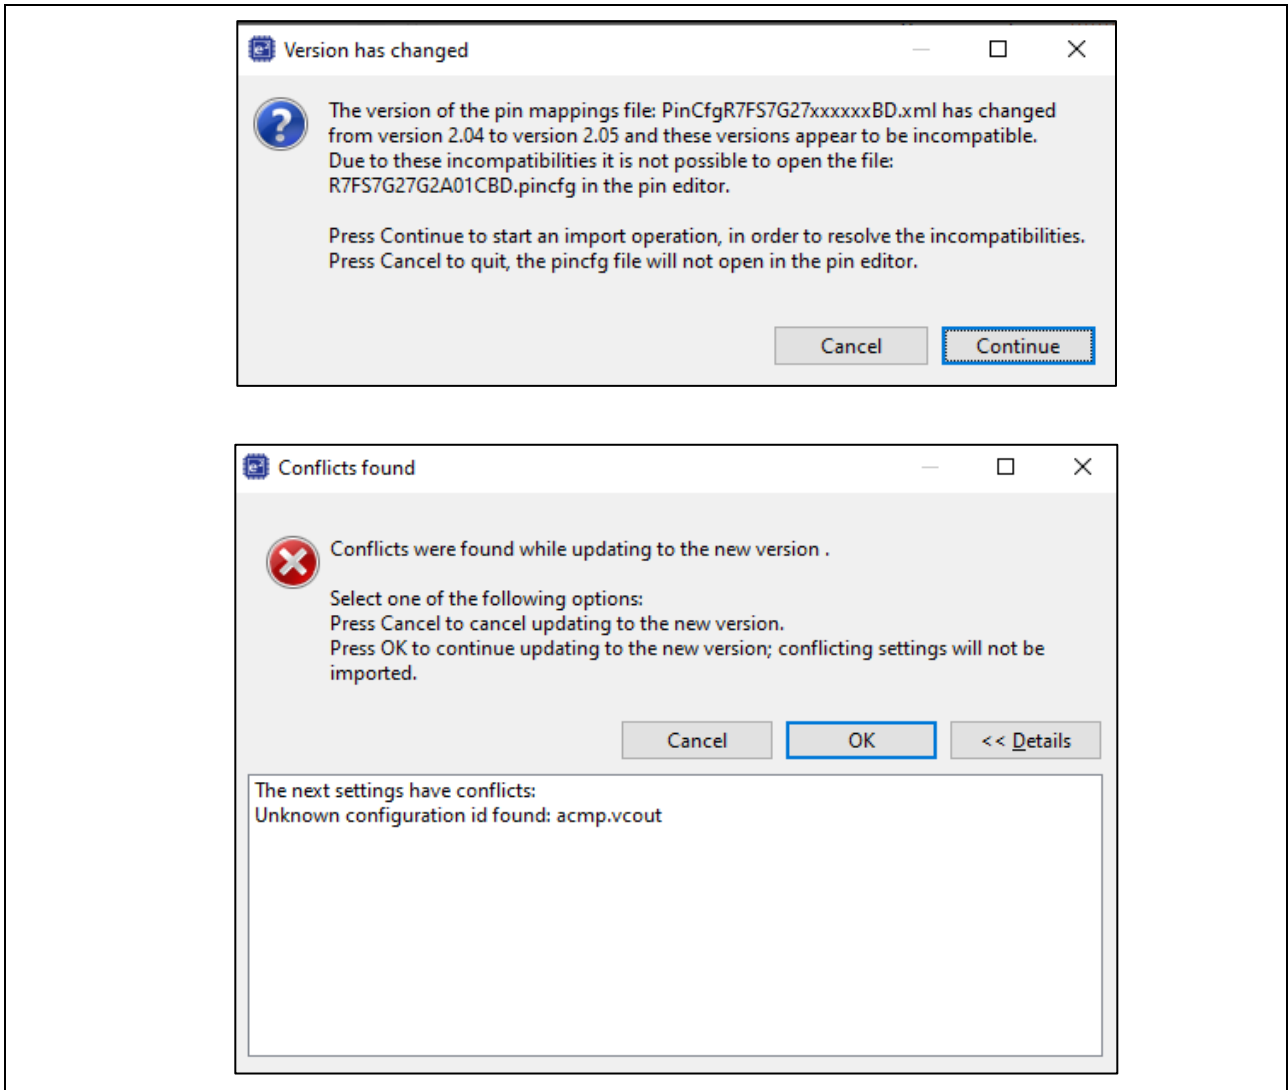 Version has changed
The version of the pin mappings file: PinCfgR7FS7G27xxxxxxBD.xml has changed
from version 2.04 to version 2.05 and these versions appear to be incompatible.
Due to these incompatibilities it is not possible to open the file:
R7FS7G27G2A01CBD.pincfg in the pin editor.
Press Continue to start an import operation, in order to resolve the incompatibilities.
Press Cancel to quit, the pincfg file will not open in the pin editor.
Cancel Continue
Conflicts found
Conflicts were found while updating to the new version .
Select one of the following options:
Press Cancel to cancel updating to the new version.
Press OK to continue updating to the new version; conflicting settings will not be
imported.
Cancel OK << Details
The next settings have conflicts:
Unknown configuration id found: acmp.vcout